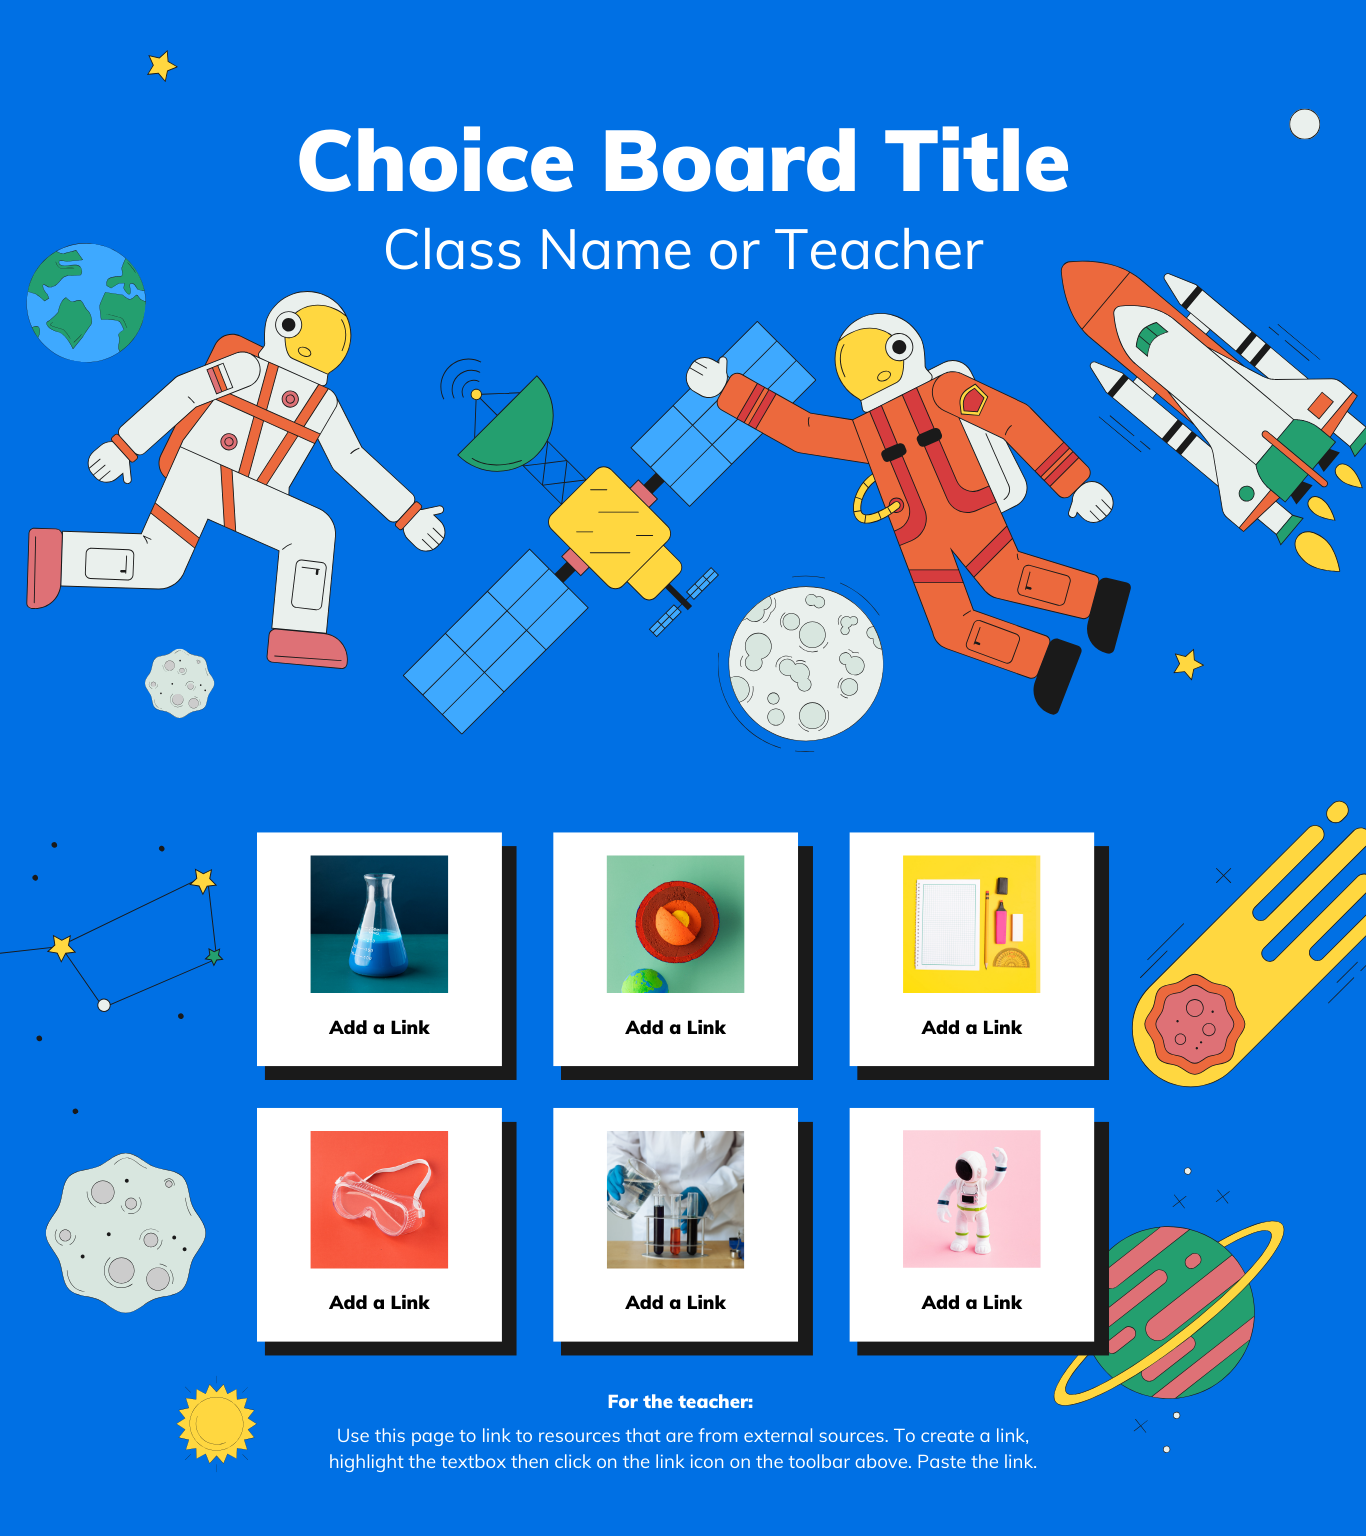 Choice Board Title
Class Name or Teacher
Add a Link
Add a Link
Add a Link
Add a Link
Add a Link
Add a Link
For the teacher:
Use this page to link to resources that are from external sources. To create a link,
highlight the textbox then click on the link icon on the toolbar above. Paste the link.